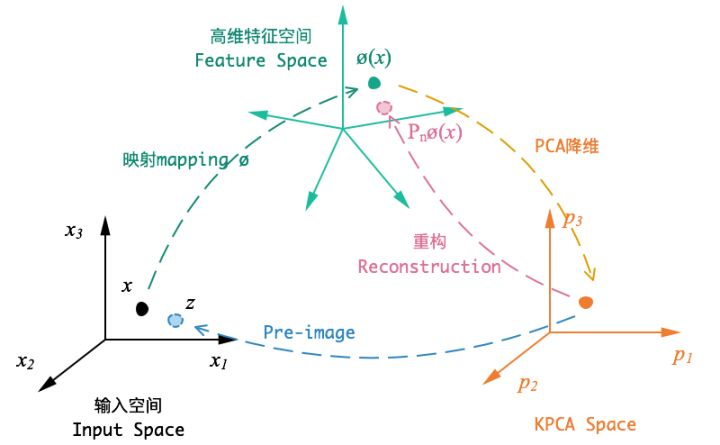 高维特征空间
Feature Space
ø(x)
Pₙø(x)
映射mapping ø
PCA降维
重构
Reconstruction
x₃
x
z
x₂
x₁
Pre-image
p₃
p₁
p₂
输入空间
Input Space
KPCA Space